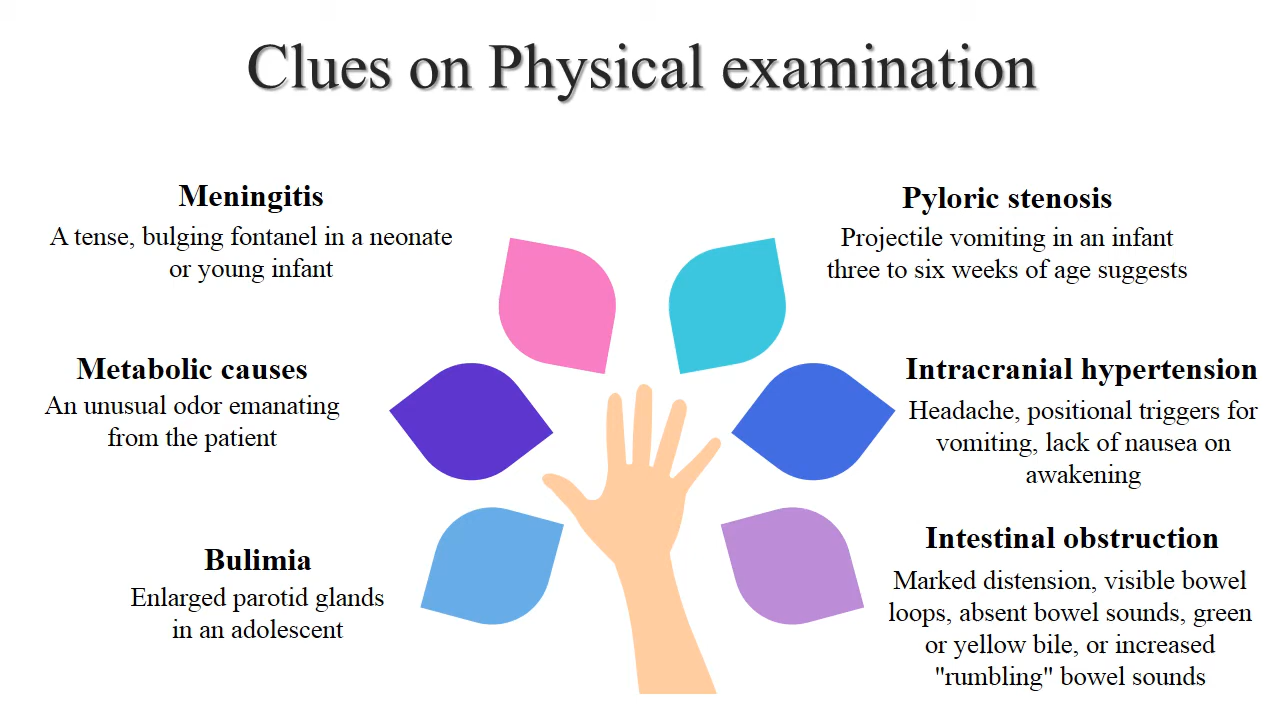 Clues on Physical examination
Meningitis
A tense, bulging fontanel in a neonate
or young infant
Metabolic causes
An unusual odor emanating
from the patient
Bulimia
Enlarged parotid glands
in an adolescent
Pyloric stenosis
Projectile vomiting in an infant
three to six weeks of age suggests
Intracranial hypertension
Headache, positional triggers for
vomiting, lack of nausea on
awakening
Intestinal obstruction
Marked distension, visible bowel
loops, absent bowel sounds, green
or yellow bile, or increased
"rumbling" bowel sounds